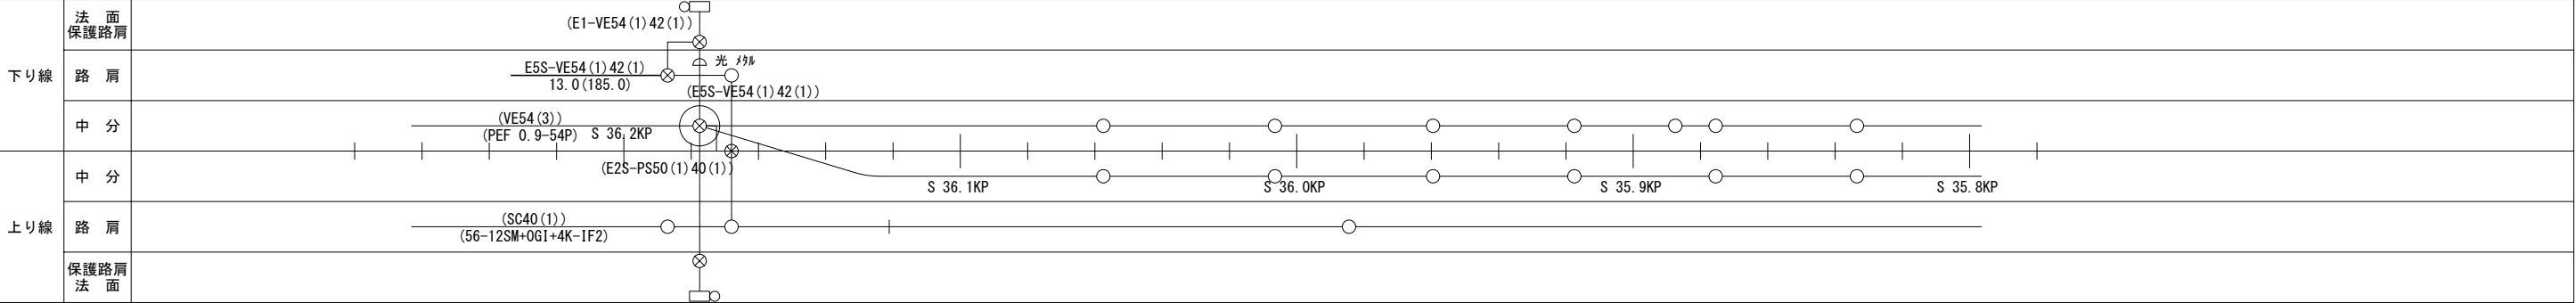 法 面
保護路肩
(E1-VE54(1)42(1))
下り線
路 肩
光 ﾒﾀﾙ
E5S-VE54(1)42(1)
13.0(185.0)
(E5S-VE54(1)42(1))
中 分
(VE54(3))
(PEF 0.9-54P)
S 36.2KP
中 分
(E2S-PS50(1)40(1))
S 36.1KP
S 36.0KP
S 35.9KP
S 35.8KP
上り線
路 肩
(SC40(1))
(56-12SM+OGI+4K-IF2)
保護路肩
法 面